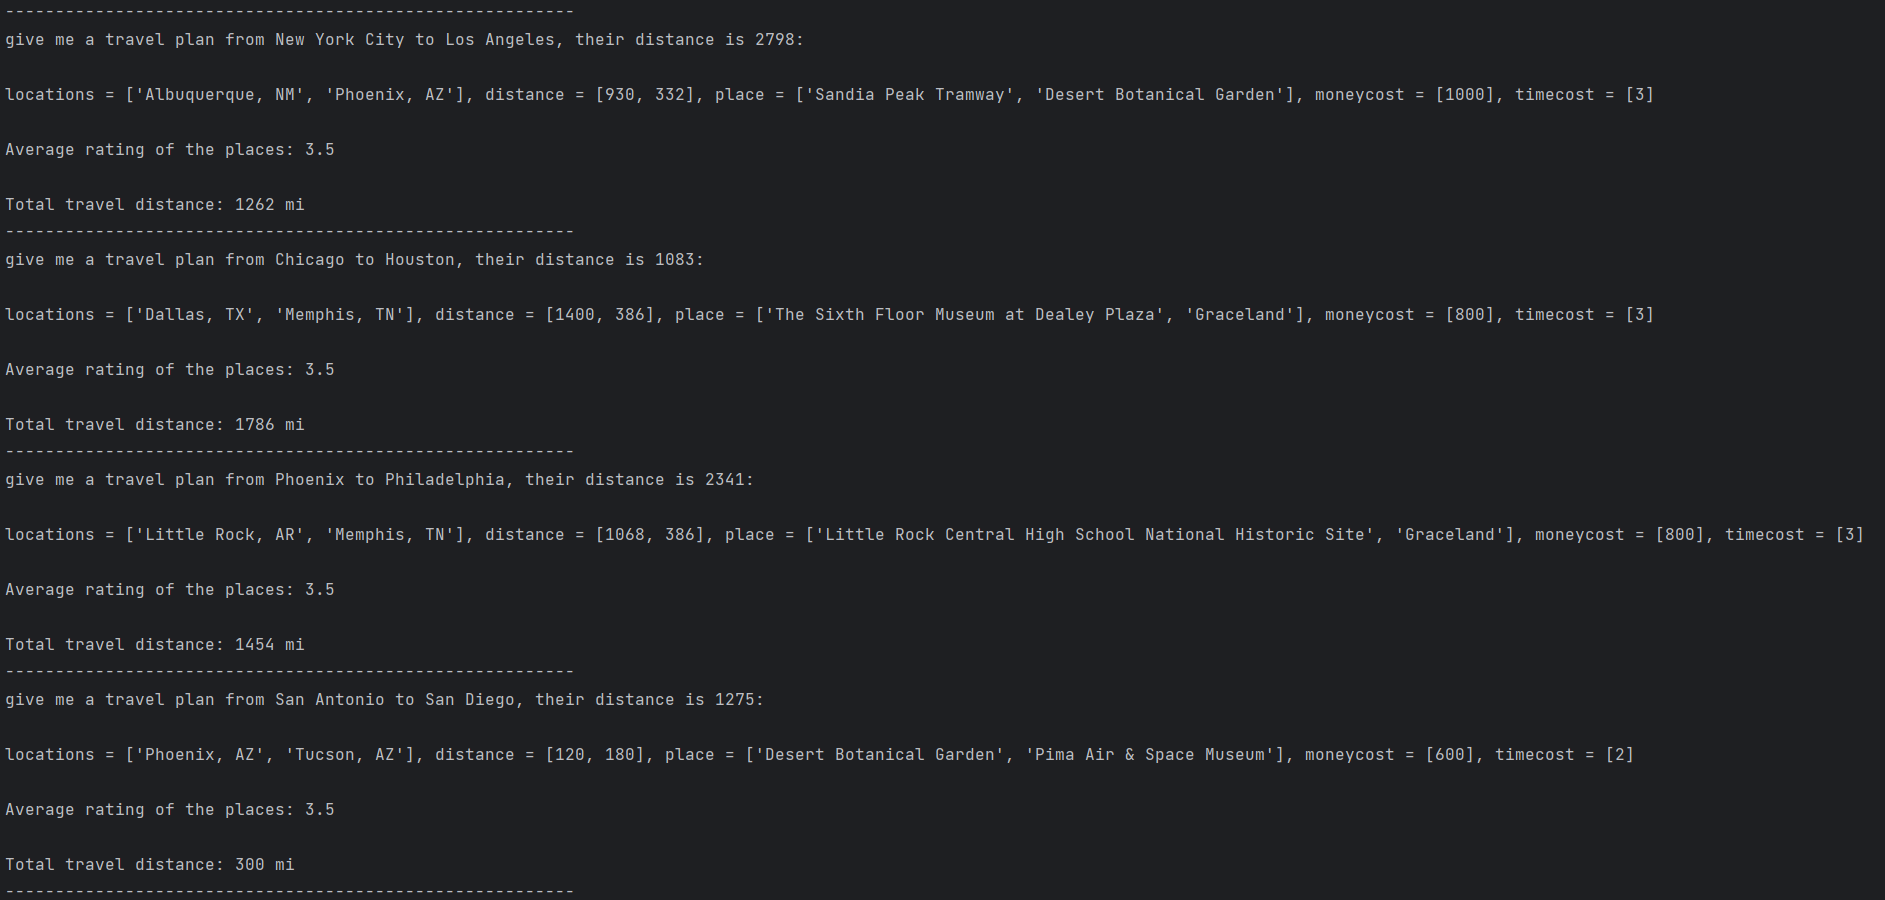 ---------------------------------------------------------
give me a travel plan from New York City to Los Angeles, their distance is 2798:
locations = ['Albuquerque, NM', 'Phoenix, AZ'], distance = [930, 332], place = ['Sandia Peak Tramway', 'Desert Botanical Garden'], moneycost = [1000], timecost = [3]
Average rating of the places: 3.5
Total travel distance: 1262 mi
---------------------------------------------------------
give me a travel plan from Chicago to Houston, their distance is 1083:
locations = ['Dallas, TX', 'Memphis, TN'], distance = [1400, 386], place = ['The Sixth Floor Museum at Dealey Plaza', 'Graceland'], moneycost = [800], timecost = [3]
Average rating of the places: 3.5
Total travel distance: 1786 mi
---------------------------------------------------------
give me a travel plan from Phoenix to Philadelphia, their distance is 2341:
locations = ['Little Rock, AR', 'Memphis, TN'], distance = [1068, 386], place = ['Little Rock Central High School National Historic Site', 'Graceland'], moneycost = [800], timecost = [3]
Average rating of the places: 3.5
Total travel distance: 1454 mi
---------------------------------------------------------
give me a travel plan from San Antonio to San Diego, their distance is 1275:
locations = ['Phoenix, AZ', 'Tucson, AZ'], distance = [120, 180], place = ['Desert Botanical Garden', 'Pima Air & Space Museum'], moneycost = [600], timecost = [2]
Average rating of the places: 3.5
Total travel distance: 300 mi
---------------------------------------------------------